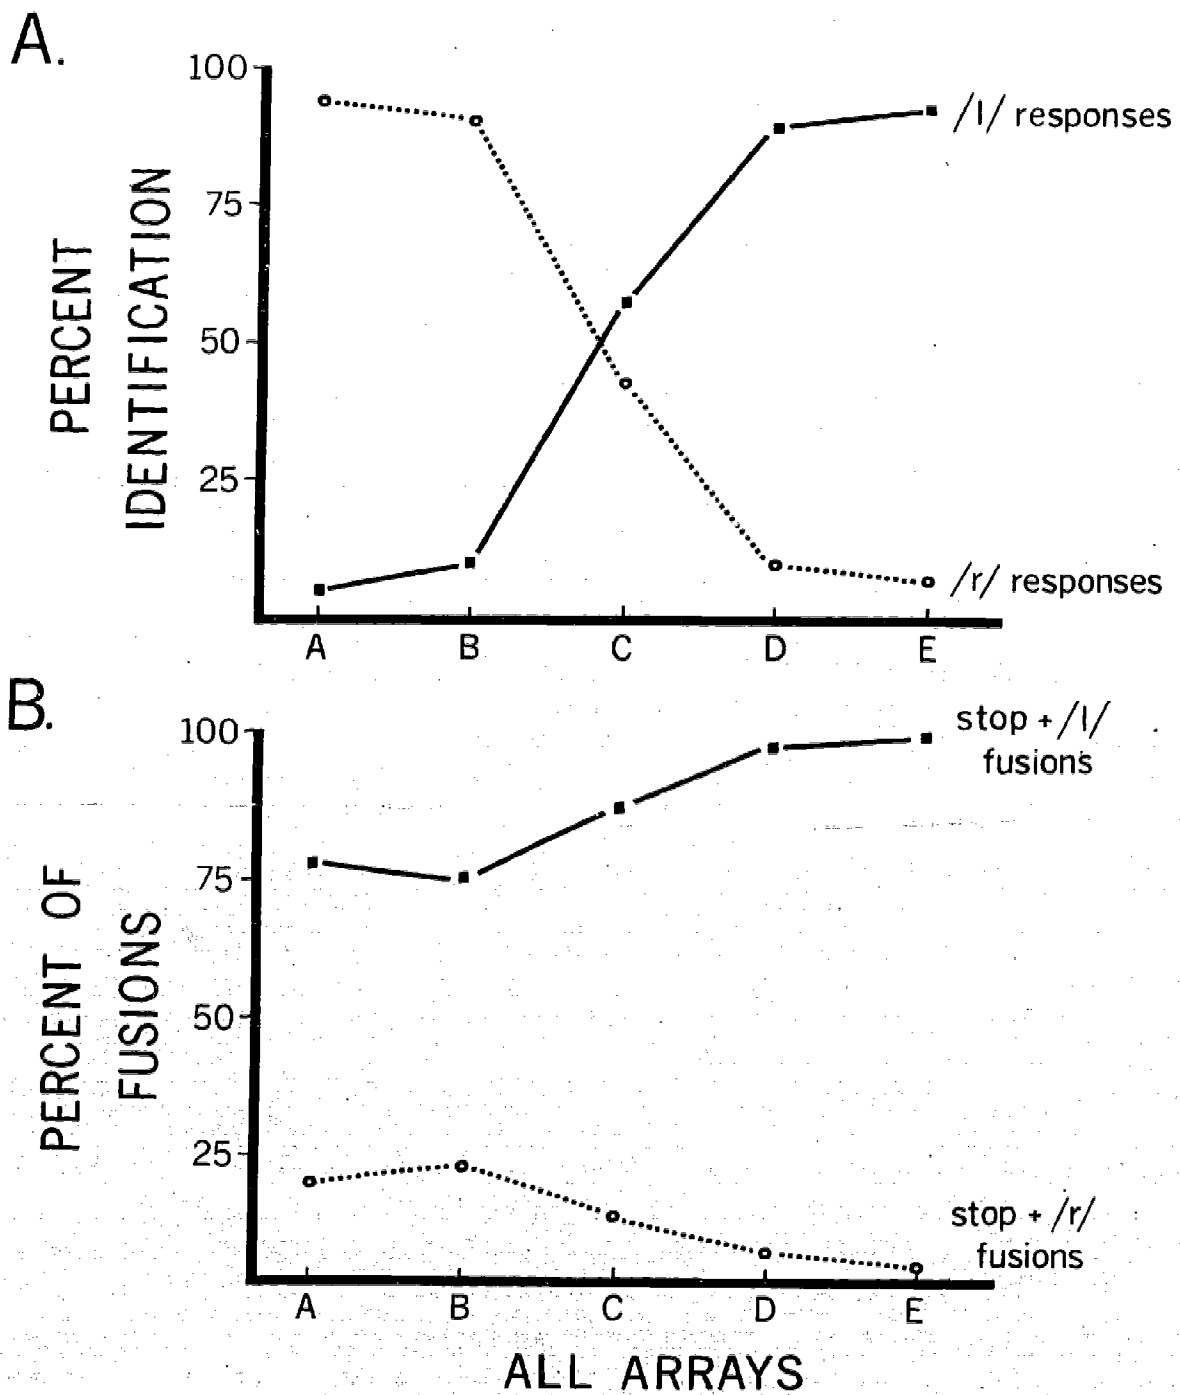 A.
100
75
50
25
PERCENT
IDENTIFICATION
/l/ responses
/r/ responses
A B C D E
B.
100
75
50
25
PERCENT OF
FUSIONS
stop + /l/
fusions
stop + /r/
fusions
A B C D E
ALL ARRAYS